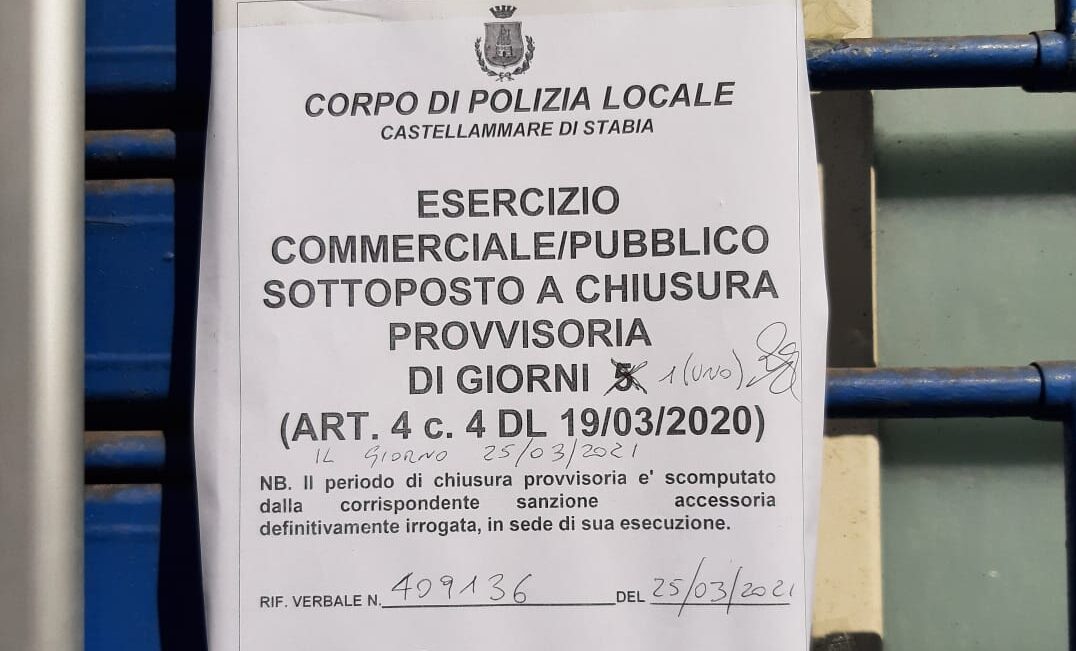 CORPO DI POLIZIA LOCALE
CASTELLAMMARE DI STABIA
ESERCIZIO
COMMERCIALE/PUBBLICO
SOTTOPOSTO A CHIUSURA
PROVVISORIA
DI GIORNI 5. 1 (UNO)
(ART. 4 c. 4 DL 19/03/2020)
IL GIORNO 25/03/2021
NB. Il periodo di chiusura provvisoria e' scomputato
dalla corrispondente sanzione accessoria
definitivamente irrogata, in sede di sua esecuzione.
RIF. VERBALE N. 409136 DEL 25/03/2021